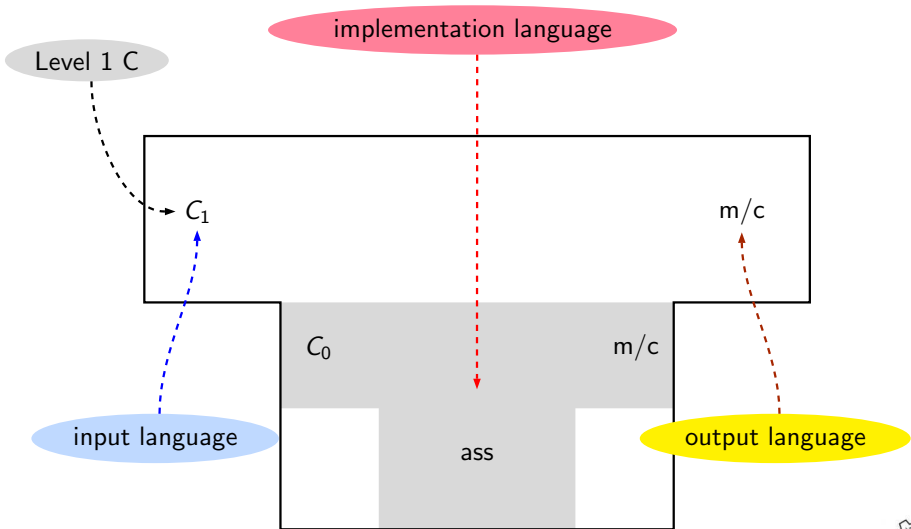 implementation language
Level 1 C
C₁
m/c
C₀
m/c
input language
output language
ass